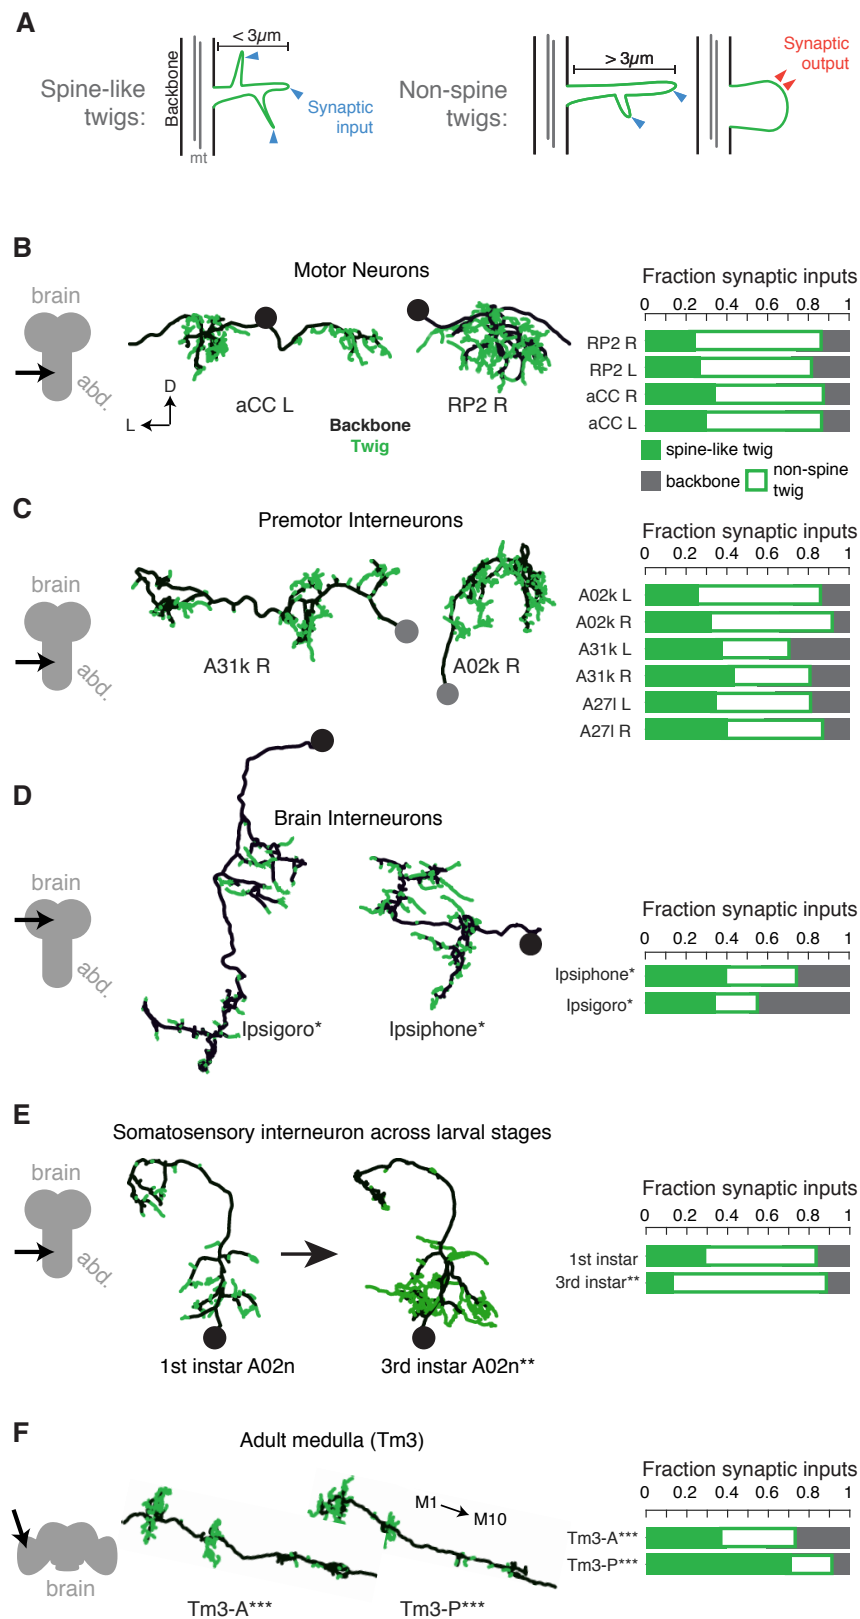 A
Spine-like
twigs:
Backbone
mt
< 3µm
Synaptic
input
Non-spine
twigs:
> 3µm
Synaptic
output
B
brain
abd.
D
L
Motor Neurons
aCC L
RP2 R
Backbone
Twig
Fraction synaptic inputs
0 0.2 0.4 0.6 0.8 1
RP2 R
RP2 L
aCC R
aCC L
spine-like twig
backbone
non-spine
twig
C
brain
abd.
Premotor Interneurons
A31k R
A02k R
Fraction synaptic inputs
0 0.2 0.4 0.6 0.8 1
A02k L
A02k R
A31k L
A31k R
A27l L
A27l R
D
brain
abd.
Brain Interneurons
Ipsigoro*
Ipsiphone*
Fraction synaptic inputs
0 0.2 0.4 0.6 0.8 1
Ipsiphone*
Ipsigoro*
E
Somatosensory interneuron across larval stages
brain
abd.
1st instar A02n
3rd instar A02n**
Fraction synaptic inputs
0 0.2 0.4 0.6 0.8 1
1st instar
3rd instar**
F
Adult medulla (Tm3)
brain
M1
M10
Tm3-A***
Tm3-P***
Fraction synaptic inputs
0 0.2 0.4 0.6 0.8 1
Tm3-A***
Tm3-P***